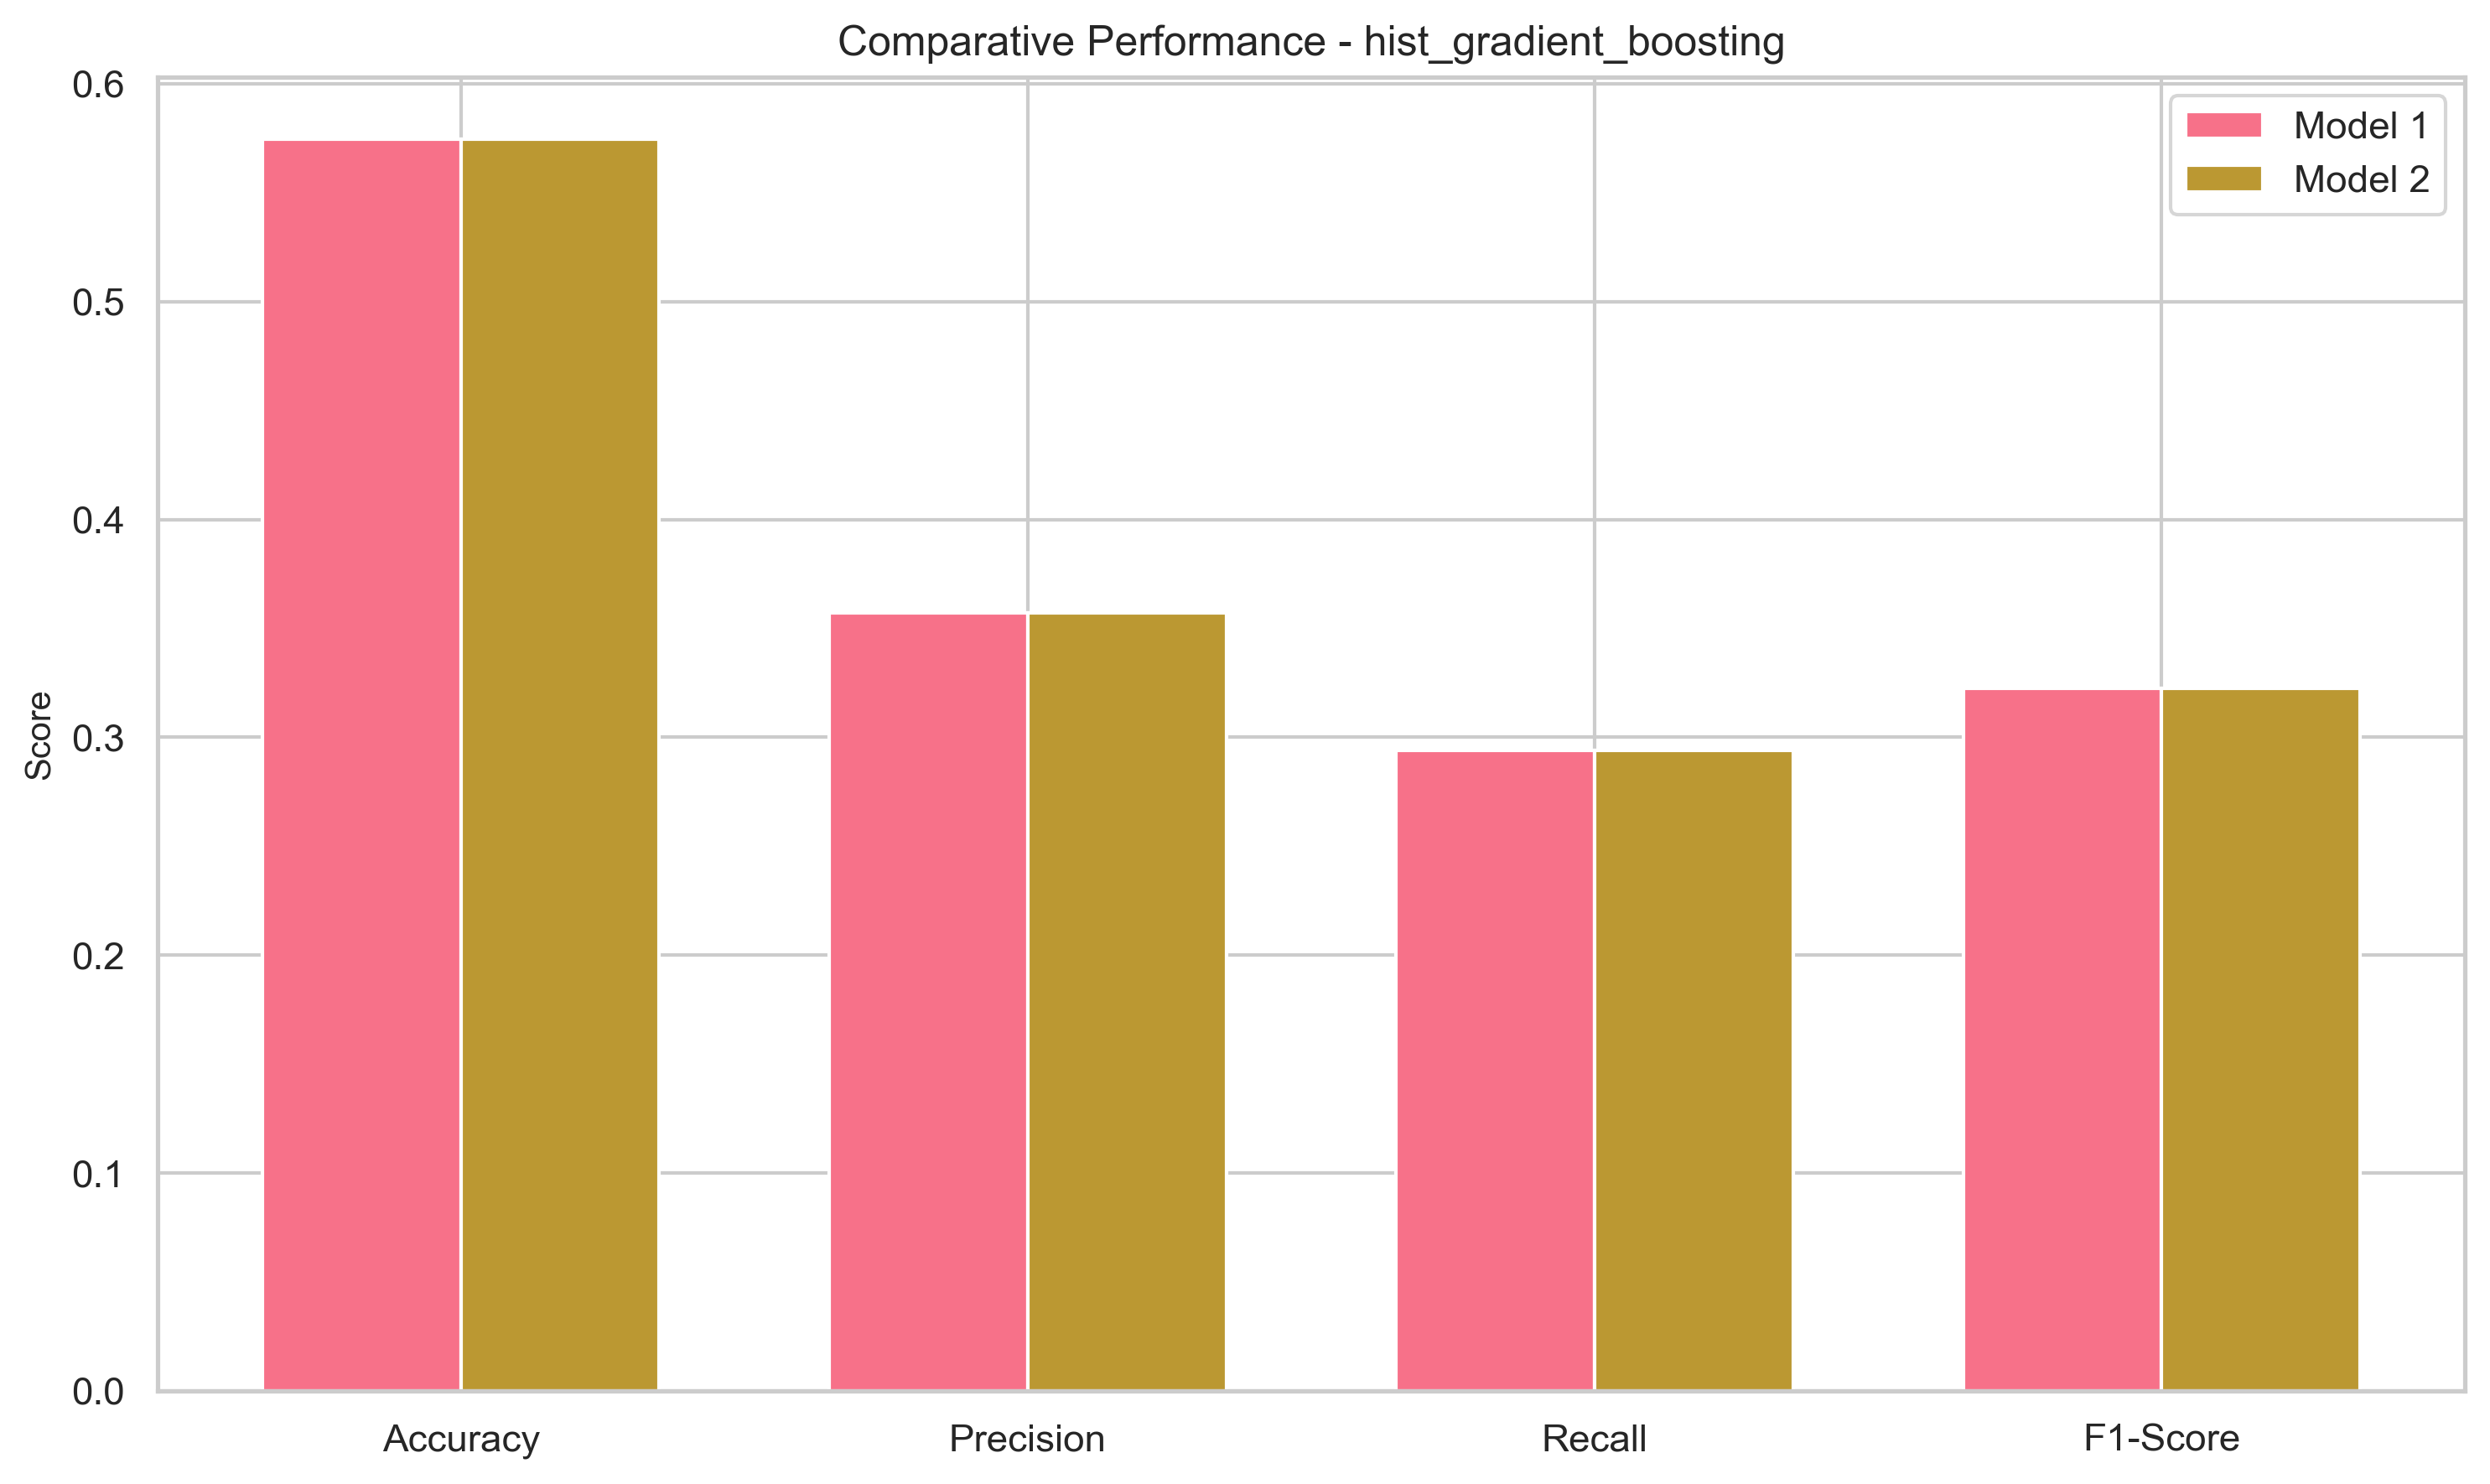 Comparative Performance - hist_gradient_boosting
Model 1
Model 2
Score
0.6
0.5
0.4
0.3
0.2
0.1
0.0
Accuracy
Precision
Recall
F1-Score